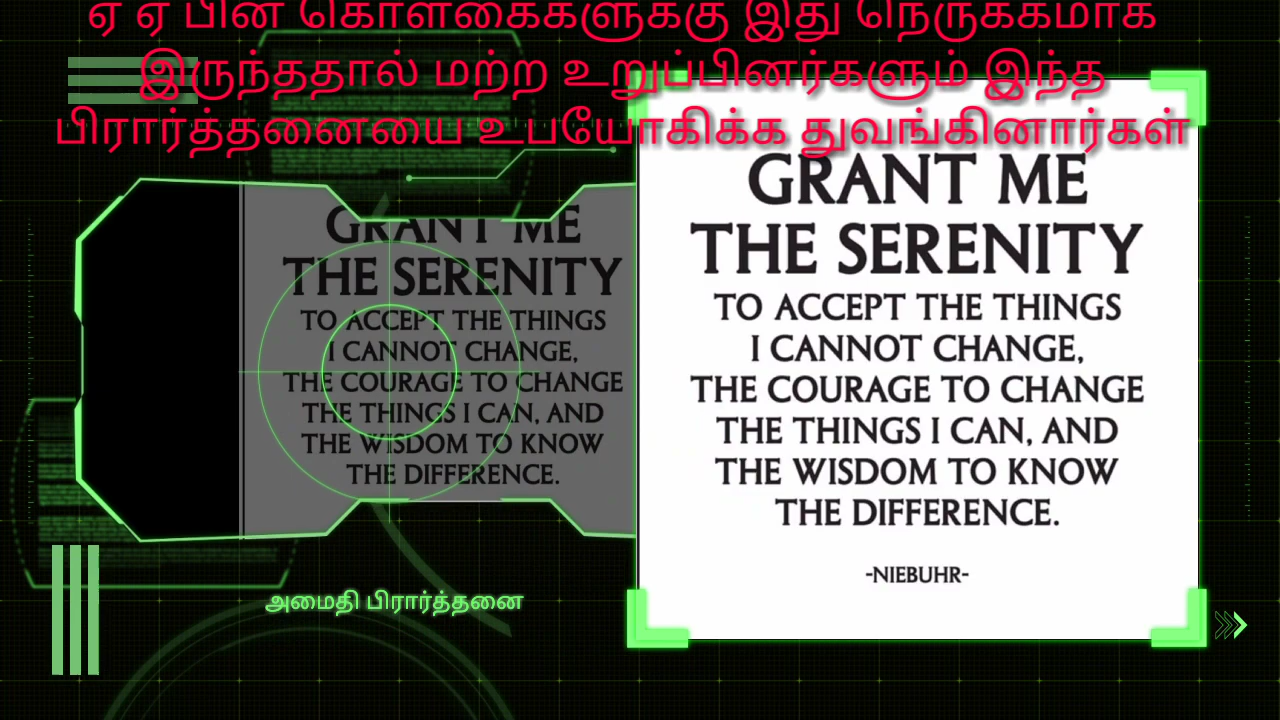 ஏ ஏ யின் கொள்கைகளுக்கு இது நெருக்கமாக
இருந்ததால் மற்ற உறுப்பினர்களும் இந்த
பிரார்த்தனையை உபயோகிக்க துவங்கினார்கள்
GRANT ME
THE SERENITY
TO ACCEPT THE THINGS
I CANNOT CHANGE,
THE COURAGE TO CHANGE
THE THINGS I CAN, AND
THE WISDOM TO KNOW
THE DIFFERENCE.
GRANT ME
THE SERENITY
TO ACCEPT THE THINGS
I CANNOT CHANGE,
THE COURAGE TO CHANGE
THE THINGS I CAN, AND
THE WISDOM TO KNOW
THE DIFFERENCE.
-NIEBUHR-
அமைதி பிரார்த்தனை